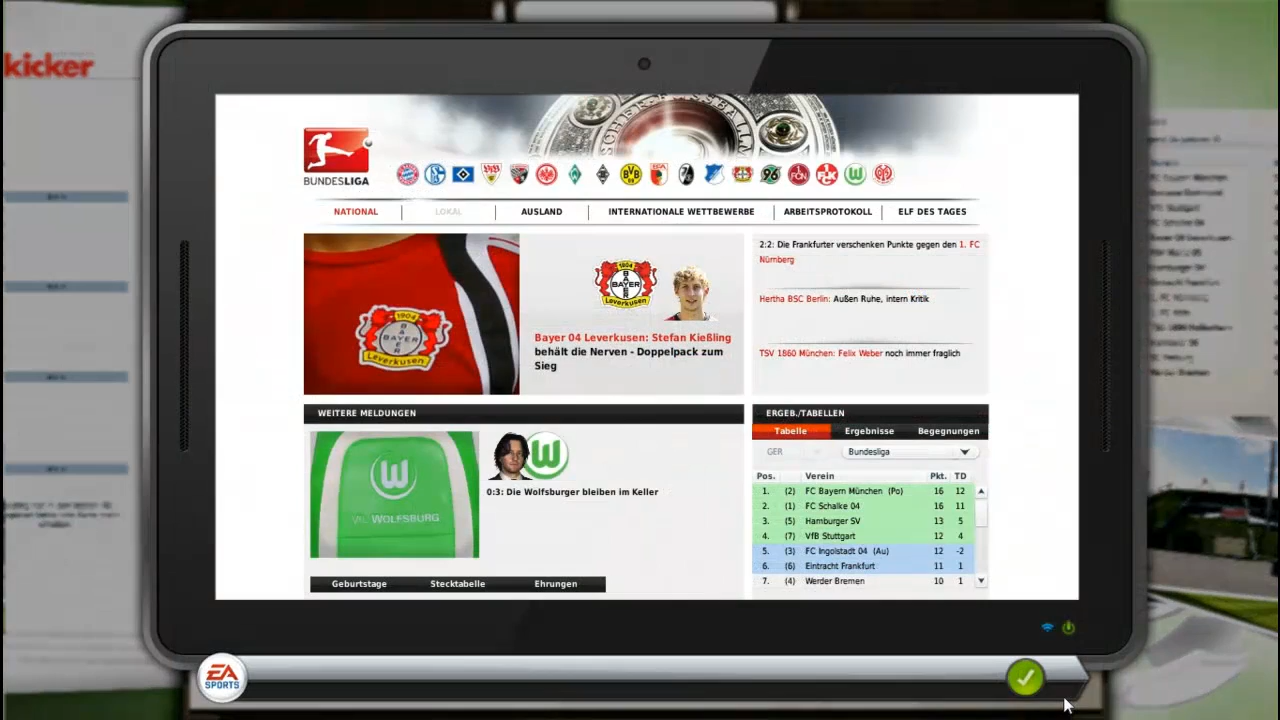 kicker
BUNDESLIGA
NATIONAL
LOKAL
AUSLAND
INTERNATIONALE WETTBEWERBE
ARBEITSPROTOKOLL
ELF DES TAGES
1904
BAYER
Leverkusen
1904
BAYER
Leverkusen
Bayer 04 Leverkusen: Stefan Kießling
behält die Nerven - Doppelpack zum
Sieg
2:2: Die Frankfurter verschenken Punkte gegen den 1. FC
Nürnberg
Hertha BSC Berlin: Außen Ruhe, intern Kritik
TSV 1860 München: Felix Weber noch immer fraglich
WEITERE MELDUNGEN
VFL WOLFSBURG
0:3: Die Wolfsburger bleiben im Keller
Geburtstage
Stecktabelle
Ehrungen
ERGEB./TABELLEN
Tabelle
Ergebnisse
Begegnungen
GER
Bundesliga
Pos. Verein Pkt. TD
1. (2) FC Bayern München (Po) 16 12
2. (1) FC Schalke 04 16 11
3. (5) Hamburger SV 13 5
4. (7) VfB Stuttgart 12 4
5. (3) FC Ingolstadt 04 (Au) 12 -2
6. (6) Eintracht Frankfurt 11 1
7. (4) Werder Bremen 10 1
EA
SPORTS